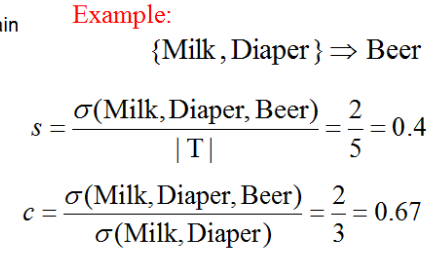 ain
Example:
{Milk, Diaper} ⇒ Beer
s = σ(Milk, Diaper, Beer) / |T| = 2/5 = 0.4
c = σ(Milk, Diaper, Beer) / σ(Milk, Diaper) = 2/3 = 0.67